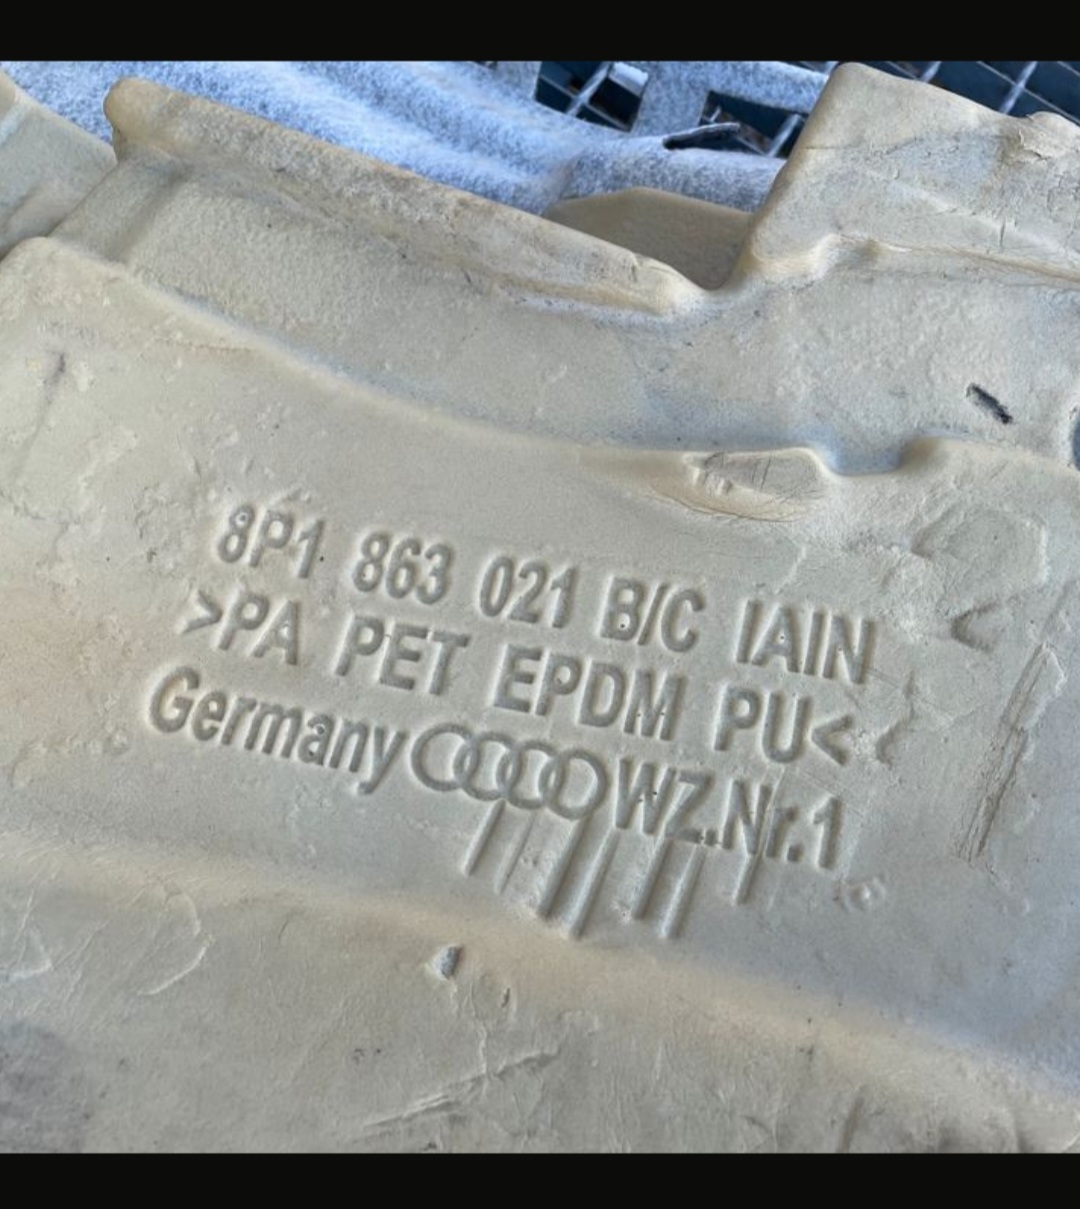 8P1 863 021 B/C IAIN
>PA PET EPDM PU<
Germany WZ.Nr.1